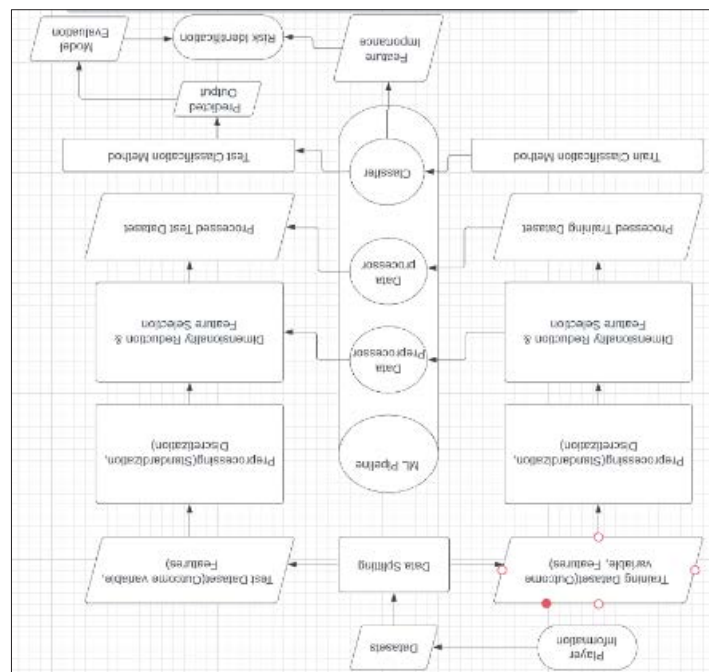 Player
Information
Datasets
Training Dataset(Outcome
variable, Features)
Data Splitting
Test Dataset(Outcome variable,
Features)
Preprocessing(Standardization,
Discretization)
ML Pipeline
Preprocessing(Standardization,
Discretization)
Dimensionality Reduction &
Feature Selection
Data
Preprocessor
Dimensionality Reduction &
Feature Selection
Processed Training Dataset
Data
processor
Processed Test Dataset
Train Classification Method
Classifer
Test Classification Method
Predicted
Output
Feature
Importance
Risk Identification
Model
Evaluation